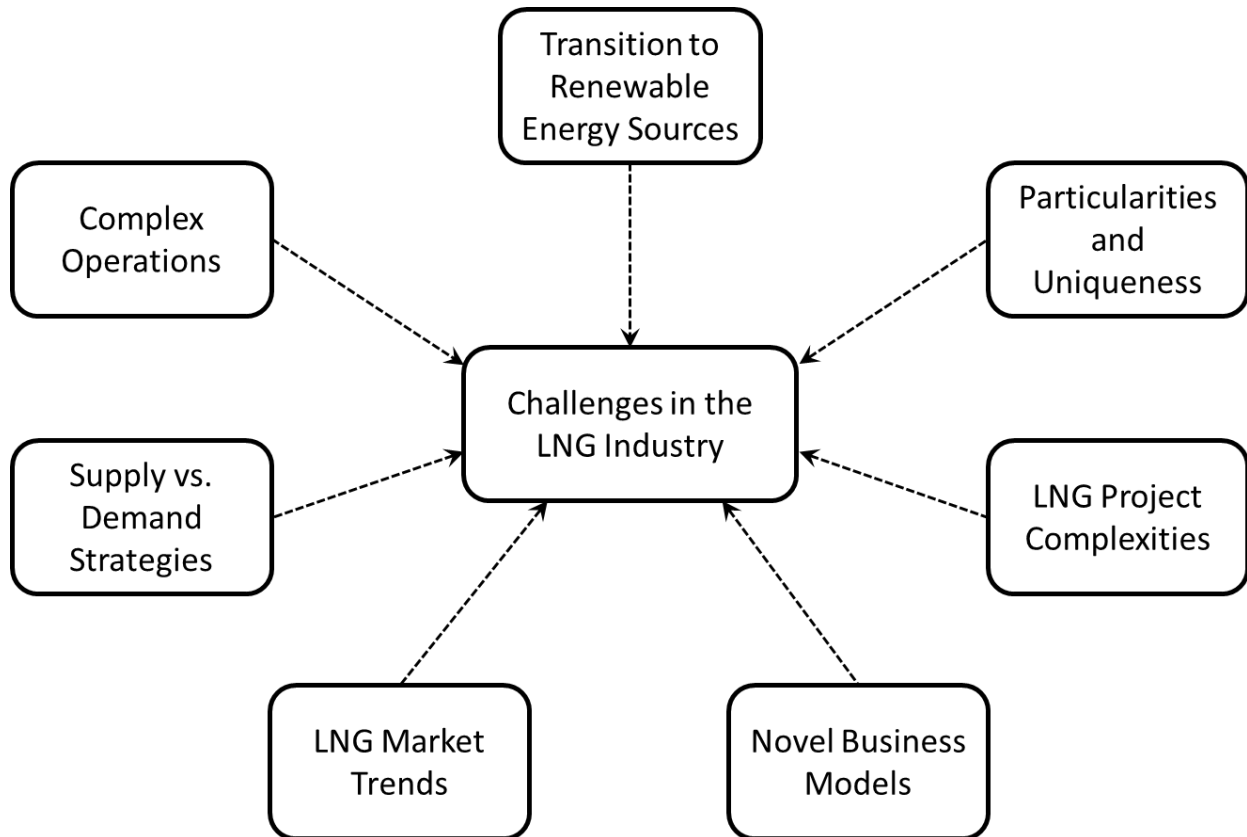 Transition to
Renewable
Energy Sources
Complex
Operations
Particularities
and
Uniqueness
Challenges in the
LNG Industry
Supply vs.
Demand
Strategies
LNG Project
Complexities
LNG Market
Trends
Novel Business
Models